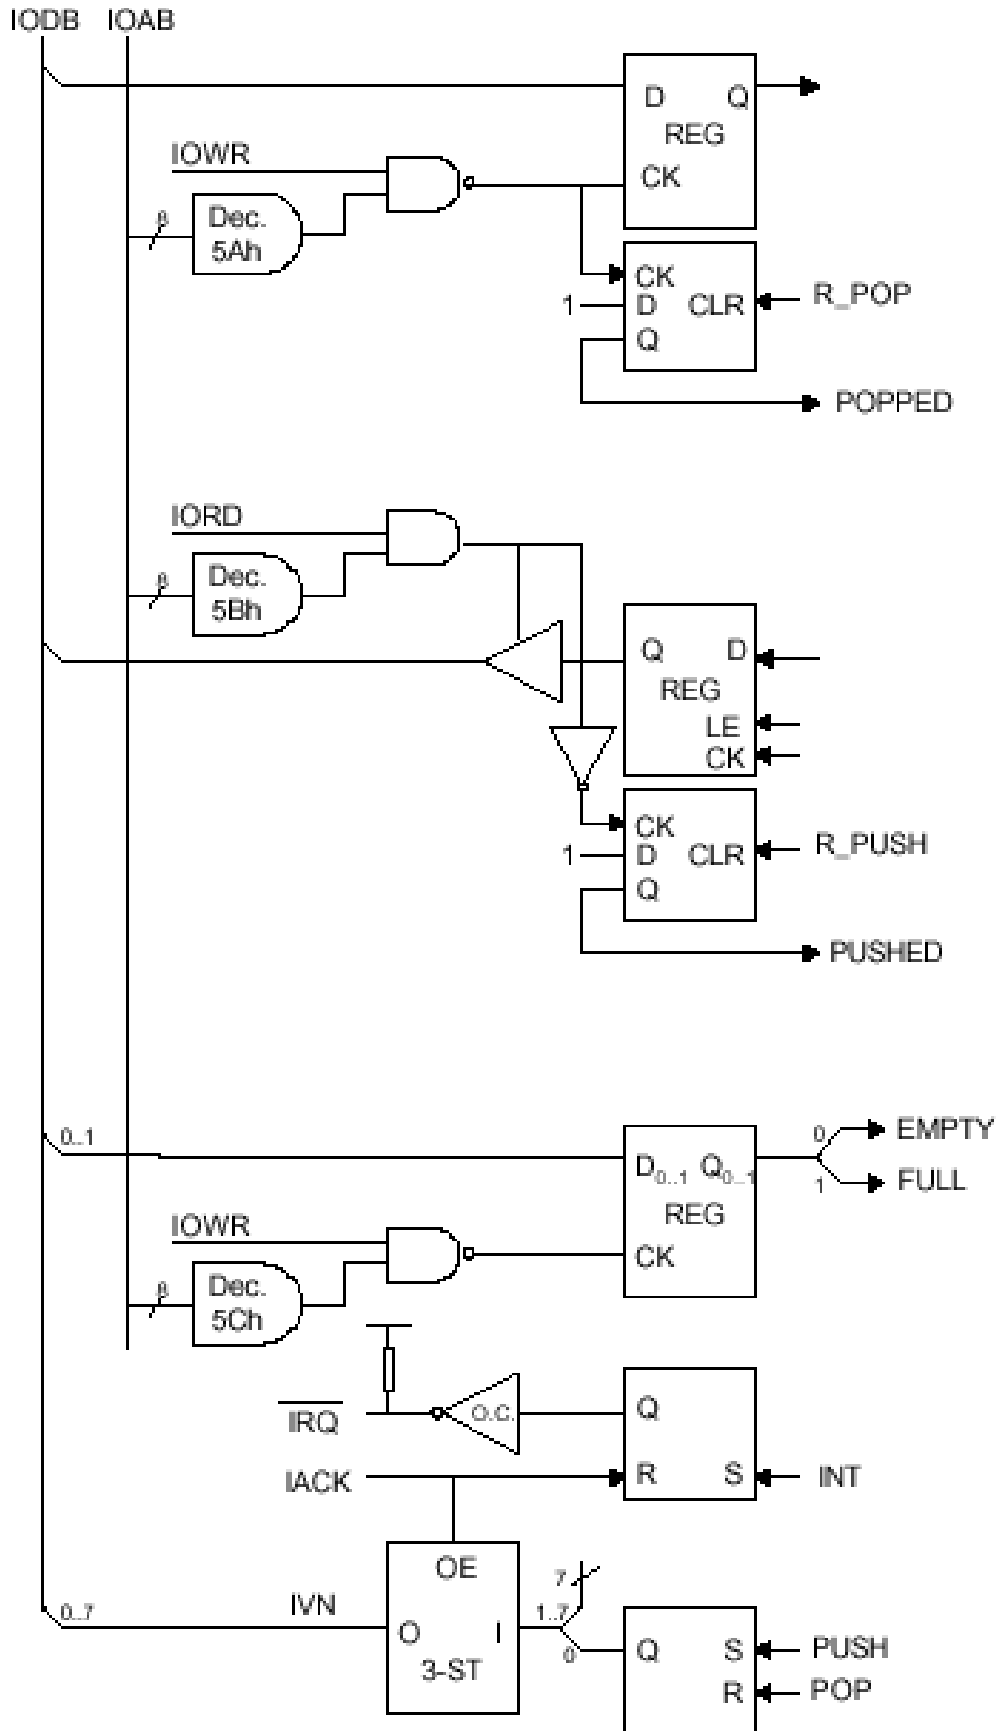 IODB IOAB
D Q
REG
CK
IOWR
8
Dec.
5Ah
CK
1 D CLR R_POP
Q
POPPED
IORD
8
Dec.
5Bh
Q D
REG
LE
CK
CK
1 D CLR R_PUSH
Q
PUSHED
0..1
D0..1 Q0..1
REG
CK
0 EMPTY
1 FULL
IOWR
8
Dec.
5Ch
IRQ O.C. Q
IACK R S INT
OE
7
0..7 IVN O I 1..7
3-ST
0 Q S PUSH
R POP